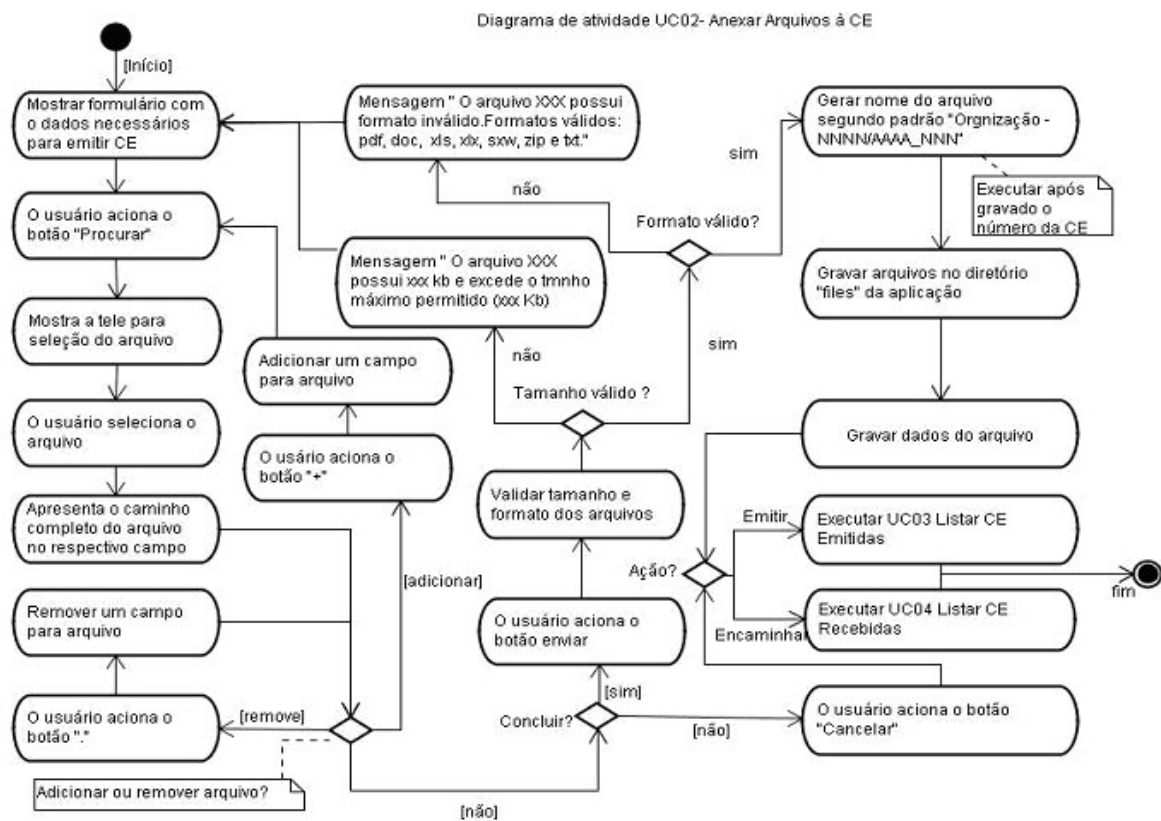 Diagrama de atividade UC02- Anexar Arquivos à CE
[Início]
Mostrar formulário com
o dados necessários
para emitir CE
O usuário aciona o
botão "Procurar"
Mostra a tele para
seleção do arquivo
O usuário seleciona o
arquivo
Apresenta o caminho
completo do arquivo
no respectivo campo
Remover um campo
para arquivo
O usuário aciona o
botão "."
[remove]
Adicionar ou remover arquivo?
[não]
[adicionar]
O usário aciona o
botão "+"
Adicionar um campo
para arquivo
Mensagem " O arquivo XXX possui
formato inválido.Formatos válidos:
pdf, doc, xls, xlx, sxw, zip e txt."
Mensagem " O arquivo XXX
possui xxx kb e excede o tmnho
máximo permitido (xxx Kb)
não
Formato válido?
sim
não
Tamanho válido ?
sim
Validar tamanho e
formato dos arquivos
O usuário aciona o
botão enviar
[sim]
Concluir?
[não]
Gerar nome do arquivo
segundo padrão "Orgnização -
NNNN/AAAA_NNN"
Executar após
gravado o
número da CE
Gravar arquivos no diretório
"files" da aplicação
Gravar dados do arquivo
Emitir
Ação?
Encaminhar
Executar UC03 Listar CE
Emitidas
Executar UC04 Listar CE
Recebidas
fim
O usuário aciona o botão
"Cancelar"